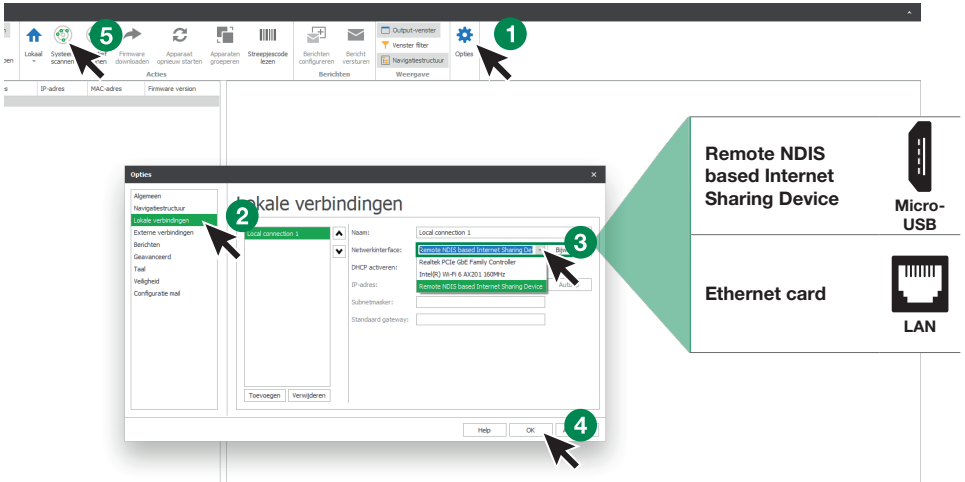 5
1
Lokaal
Systee
scannen
nen
Firmware
downloaden
Apparaat
opnieuw starten
Apparaten
groeperen
Streepjescode
lezen
Berichten
configureren
Bericht
versturen
Output-venster
Venster filter
Navigatiestructuur
Opties
Acties
Berichten
Weergave
IP-adres
MAC-adres
Firmware version
Opties
×
Algemeen
Navigatiestructuur
Lokale verbindingen
Externe verbindingen
Berichten
Geavanceerd
Taal
Veiligheid
Configuratie mail
2
okale verbindingen
Local connection 1
Naam:
Local connection 1
Netwerkinterface:
Remote NDIS based Internet Sharing De
3
Bij
Realtek PCIe GbE Family Controller
Intel(R) Wi-Fi 6 AX201 160MHz
Remote NDIS based Internet Sharing Device
DHCP activeren:
IP-adres:
Subnetmasker:
Standaard gateway:
Toevoegen
Verwijderen
Help
OK
4
Remote NDIS
based Internet
Sharing Device
Micro-
USB
Ethernet card
LAN